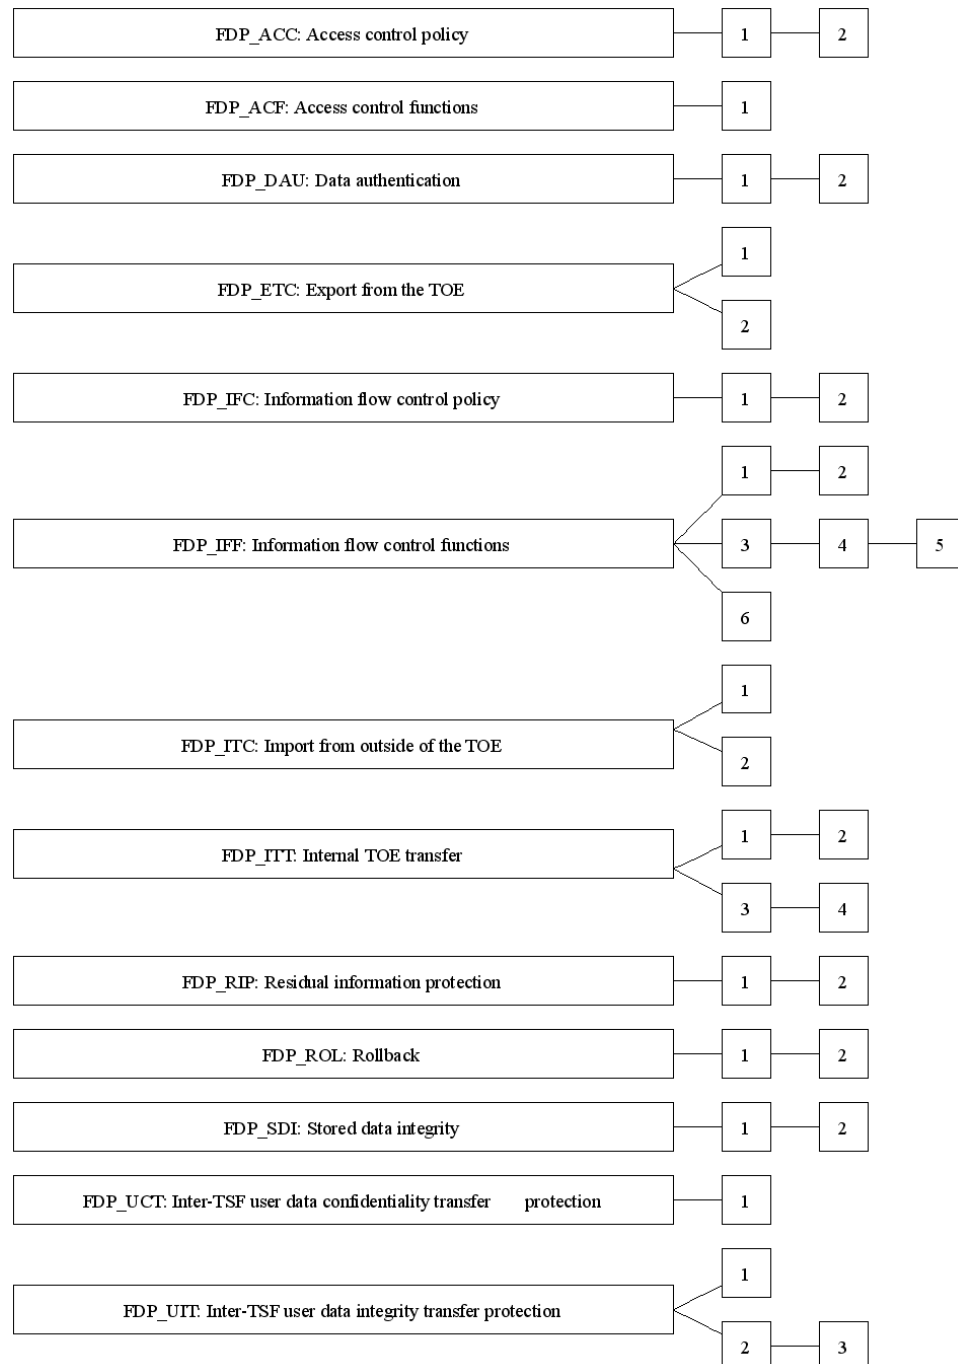 FDP_ACC: Access control policy 1 2
FDP_ACF: Access control functions 1
FDP_DAU: Data authentication 1 2
1
FDP_ETC: Export from the TOE
2
FDP_IFC: Information flow control policy 1 2
1 2
FDP_IFF: Information flow control functions 3 4 5
6
1
FDP_ITC: Import from outside of the TOE
2
1 2
FDP_ITT: Internal TOE transfer
3 4
FDP_RIP: Residual information protection 1 2
FDP_ROL: Rollback 1 2
FDP_SDI: Stored data integrity 1 2
FDP_UCT: Inter-TSF user data confidentiality transfer protection 1
1
FDP_UIT: Inter-TSF user data integrity transfer protection
2 3